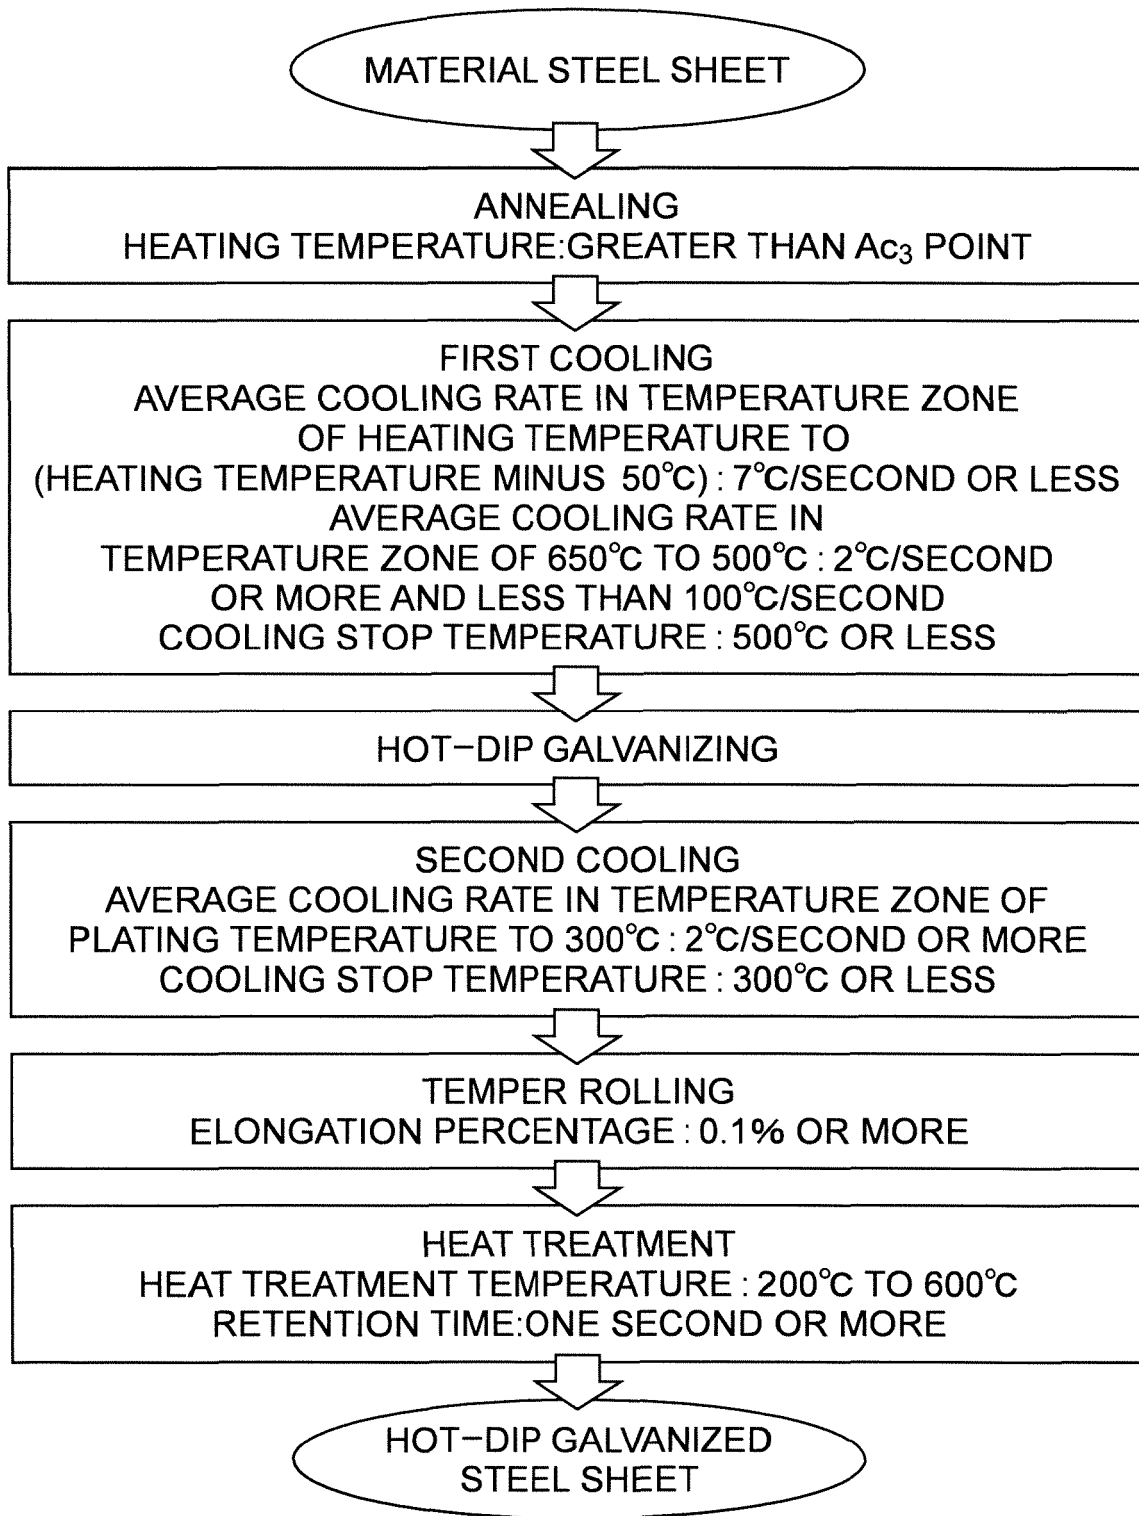 MATERIAL STEEL SHEET
ANNEALING
HEATING TEMPERATURE:GREATER THAN Ac₃ POINT
FIRST COOLING
AVERAGE COOLING RATE IN TEMPERATURE ZONE
OF HEATING TEMPERATURE TO
(HEATING TEMPERATURE MINUS 50℃) : 7℃/SECOND OR LESS
AVERAGE COOLING RATE IN
TEMPERATURE ZONE OF 650℃ TO 500℃ : 2℃/SECOND
OR MORE AND LESS THAN 100℃/SECOND
COOLING STOP TEMPERATURE : 500℃ OR LESS
HOT-DIP GALVANIZING
SECOND COOLING
AVERAGE COOLING RATE IN TEMPERATURE ZONE OF
PLATING TEMPERATURE TO 300℃ : 2℃/SECOND OR MORE
COOLING STOP TEMPERATURE : 300℃ OR LESS
TEMPER ROLLING
ELONGATION PERCENTAGE : 0.1% OR MORE
HEAT TREATMENT
HEAT TREATMENT TEMPERATURE : 200℃ TO 600℃
RETENTION TIME:ONE SECOND OR MORE
HOT-DIP GALVANIZED
STEEL SHEET